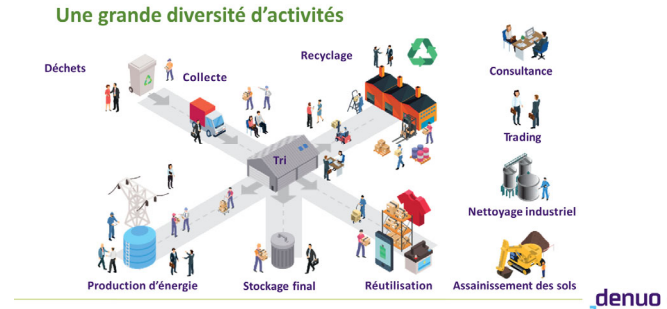 Une grande diversité d'activités
Déchets
Collecte
Recyclage
Consultance
Tri
Trading
Nettoyage industriel
Production d'énergie
Stockage final
Réutilisation
Assainissement des sols
denuo